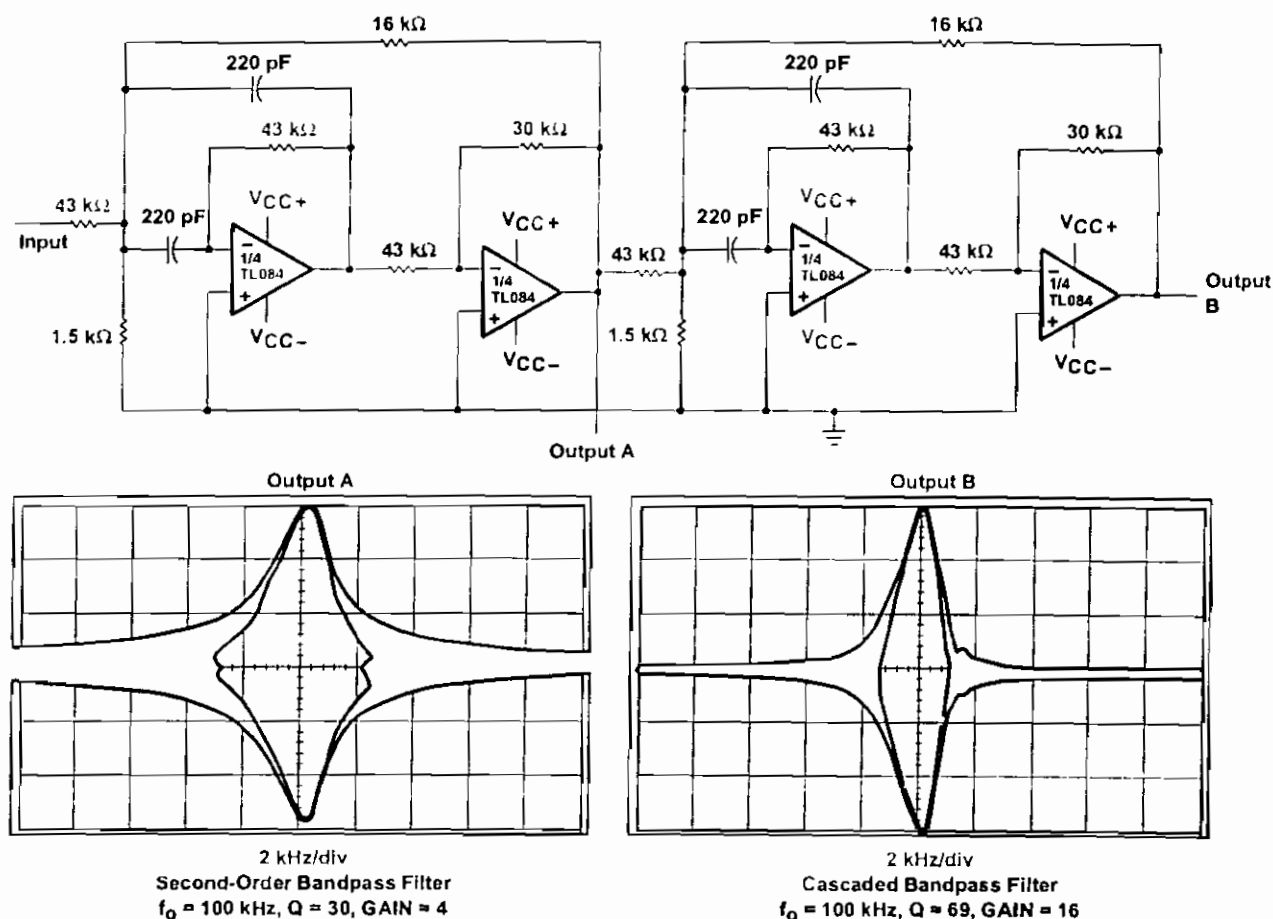 16 kΩ
16 kΩ
220 pF
220 pF
43 kΩ
30 kΩ
43 kΩ
30 kΩ
43 kΩ
Input
220 pF
VCC+
VCC+
220 pF
VCC+
VCC+
–
1/4
TL084
+
43 kΩ
–
1/4
TL084
+
43 kΩ
–
1/4
TL084
+
43 kΩ
–
1/4
TL084
+
Output
B
1.5 kΩ
VCC–
VCC–
1.5 kΩ
VCC–
VCC–
Output A
Output A
Output B
2 kHz/div
Second-Order Bandpass Filter
fo = 100 kHz, Q = 30, GAIN = 4
2 kHz/div
Cascaded Bandpass Filter
fo = 100 kHz, Q = 69, GAIN = 16